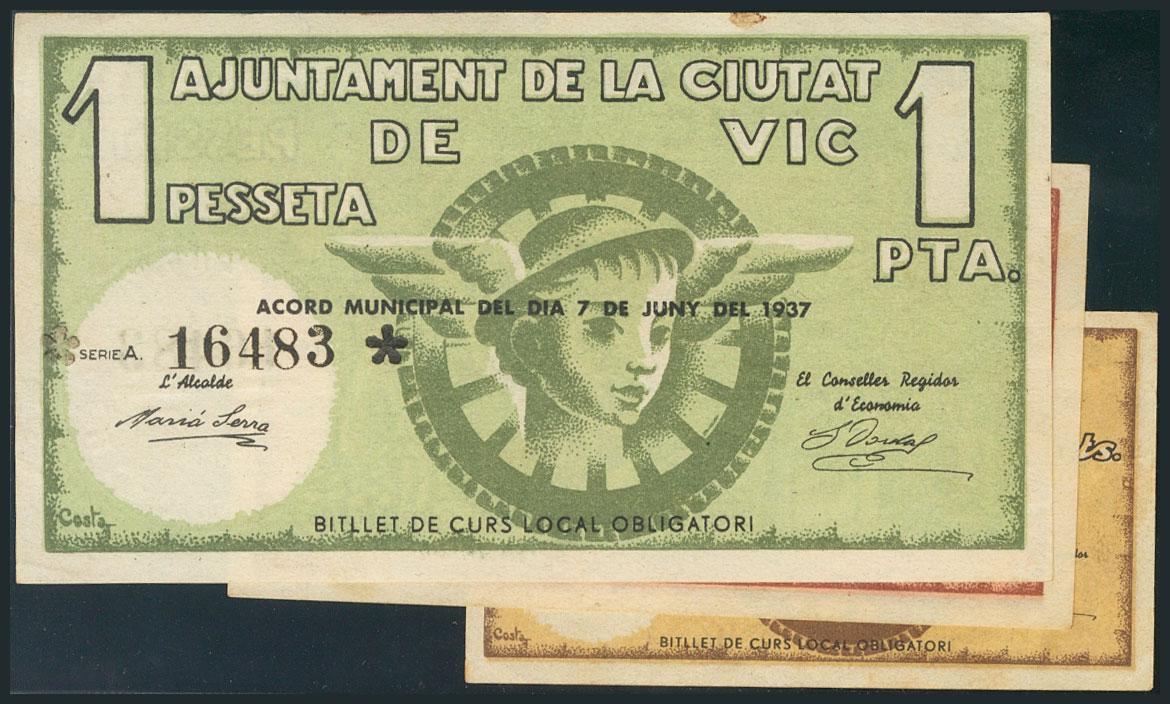 1 AJUNTAMENT DE LA CIUTAT 1
DE VIC
PESSETA
PTA.
ACORD MUNICIPAL DEL DIA 7 DE JUNY DEL 1937
SERIE A. 16483 *
L'Alcalde
Marià Serra
El Conseller Regidor
d'Economia
Costa
BITLLET DE CURS LOCAL OBLIGATORI
Costa
BITLLET DE CURS LOCAL OBLIGATORI